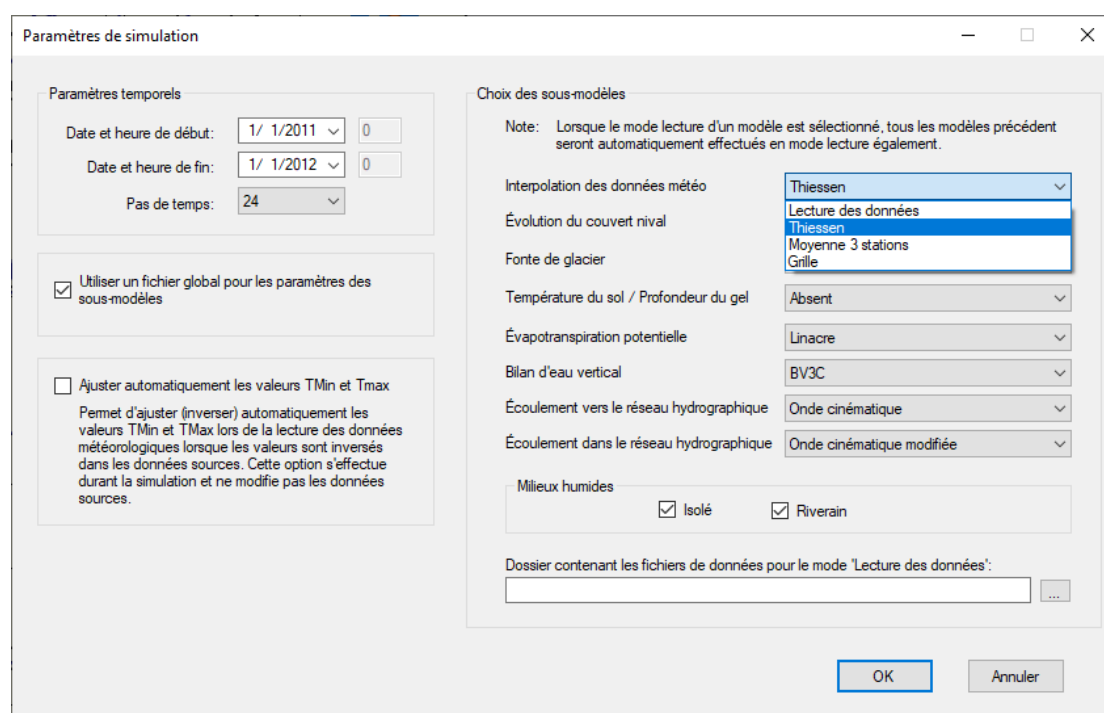 Paramètres de simulation
Paramètres temporels
Date et heure de début:
1/ 1/2011
0
Date et heure de fin:
1/ 1/2012
0
Pas de temps:
24
Utiliser un fichier global pour les paramètres des
sous-modèles
Ajuster automatiquement les valeurs TMin et Tmax
Permet d'ajuster (inverser) automatiquement les
valeurs TMin et TMax lors de la lecture des données
météorologiques lorsque les valeurs sont inversés
dans les données sources. Cette option s'effectue
durant la simulation et ne modifie pas les données
sources.
Choix des sous-modèles
Note: Lorsque le mode lecture d'un modèle est sélectionné, tous les modèles précédent
seront automatiquement effectués en mode lecture également.
Interpolation des données météo
Thiessen
Lecture des données
Thiessen
Moyenne 3 stations
Grille
Évolution du couvert nival
Fonte de glacier
Température du sol / Profondeur du gel
Absent
Évapotranspiration potentielle
Linacre
Bilan d'eau vertical
BV3C
Écoulement vers le réseau hydrographique
Onde cinématique
Écoulement dans le réseau hydrographique
Onde cinématique modifiée
Milieux humides
Isolé
Riverain
Dossier contenant les fichiers de données pour le mode 'Lecture des données':
...
OK
Annuler